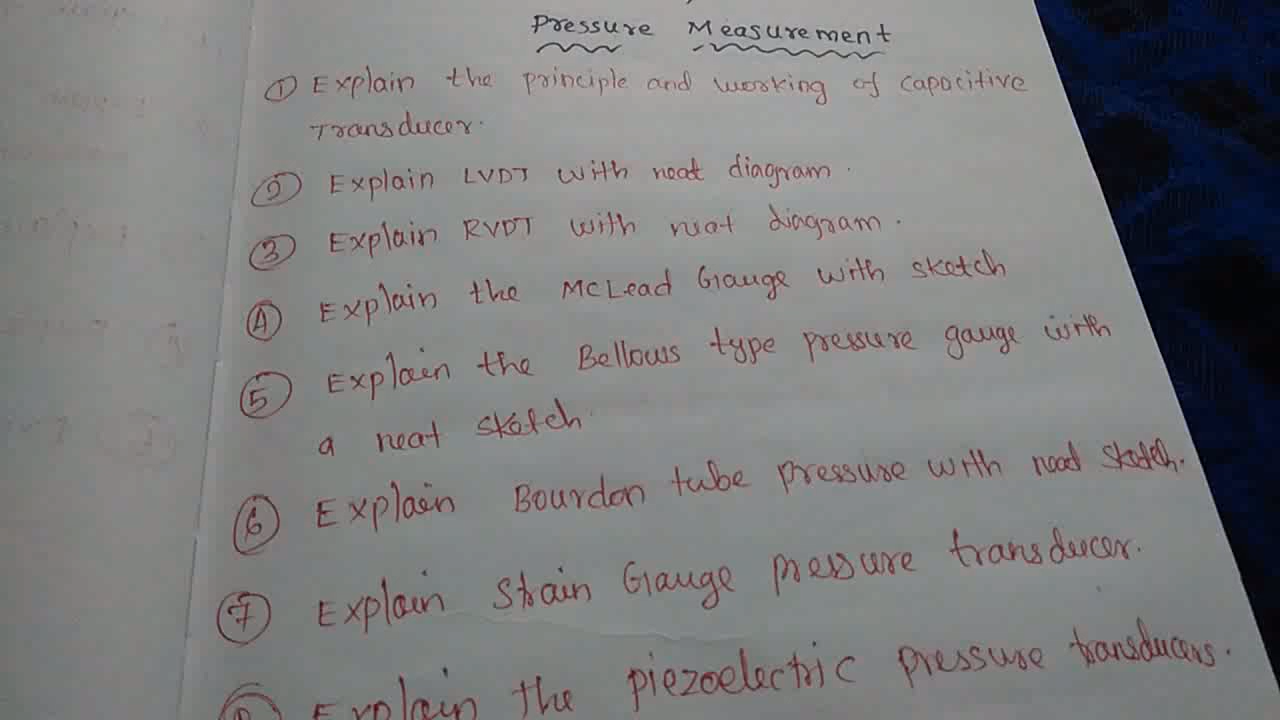 Pressure Measurement
① Explain the principle and working of capacitive
Transducer.
② Explain LVDT with neat diagram.
③ Explain RVDT with neat diagram.
④ Explain the McLead Gauge with sketch
⑤ Explain the Bellows type pressure gauge with
a neat sketch.
⑥ Explain Bourdon tube pressure with neat sketch.
⑦ Explain Strain Gauge pressure transducer.
Explain the piezoelectric pressure transducers.